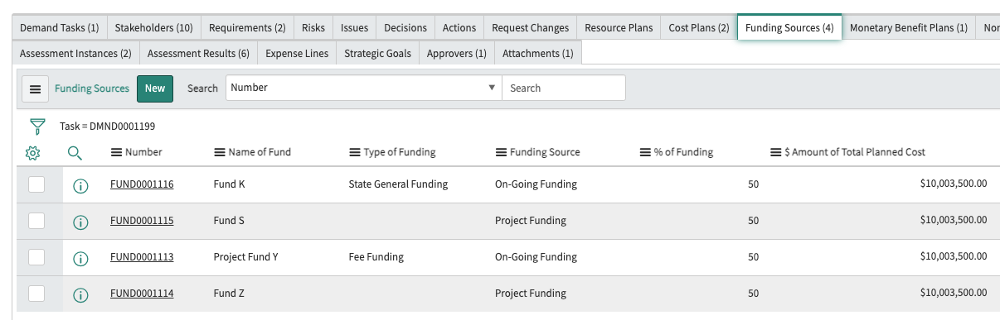 Demand Tasks (1) Stakeholders (10) Requirements (2) Risks Issues Decisions Actions Request Changes Resource Plans Cost Plans (2) Funding Sources (4) Monetary Benefit Plans (1)
Assessment Instances (2) Assessment Results (6) Expense Lines Strategic Goals Approvers (1) Attachments (1)
Funding Sources New Search Number Search
Task = DMND0001199
Number Name of Fund Type of Funding Funding Source % of Funding $ Amount of Total Planned Cost
FUND0001116 Fund K State General Funding On-Going Funding 50 $10,003,500.00
FUND0001115 Fund S Project Funding 50 $10,003,500.00
FUND0001113 Project Fund Y Fee Funding On-Going Funding 50 $10,003,500.00
FUND0001114 Fund Z Project Funding 50 $10,003,500.00